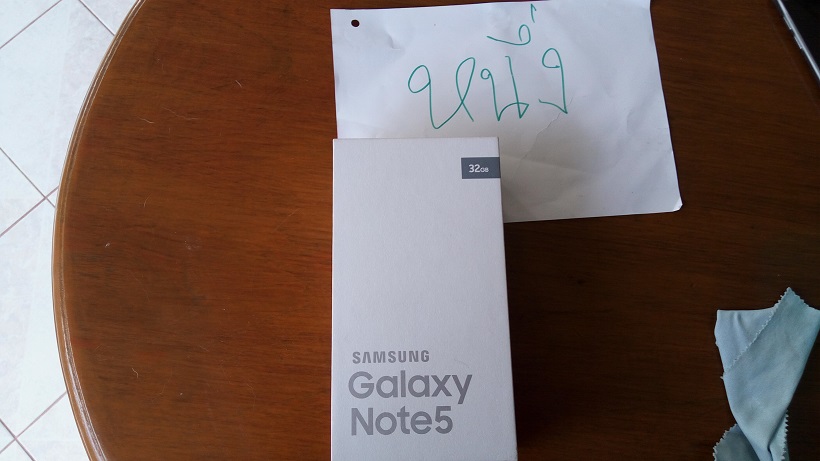 32GB
SAMSUNG
Galaxy
Note5